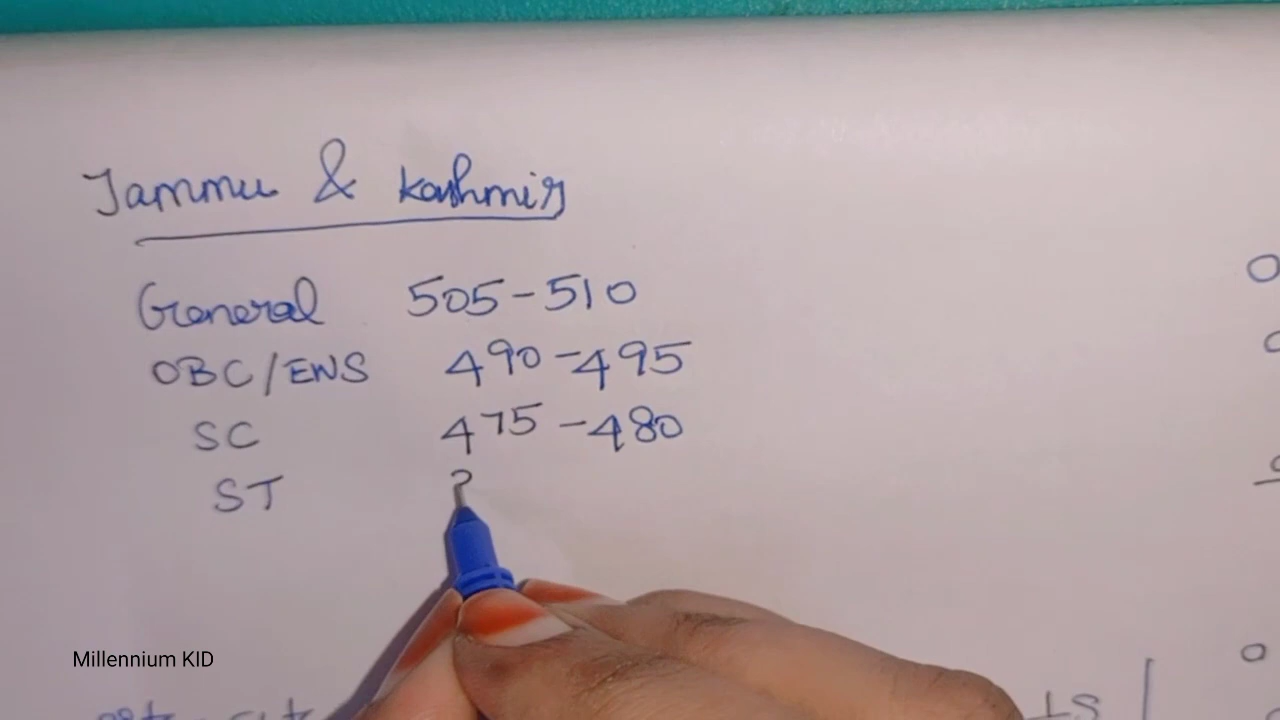 Jammu & Kashmir
General 505-510
OBC/EWS 490-495
SC 475-480
ST
Millennium KID